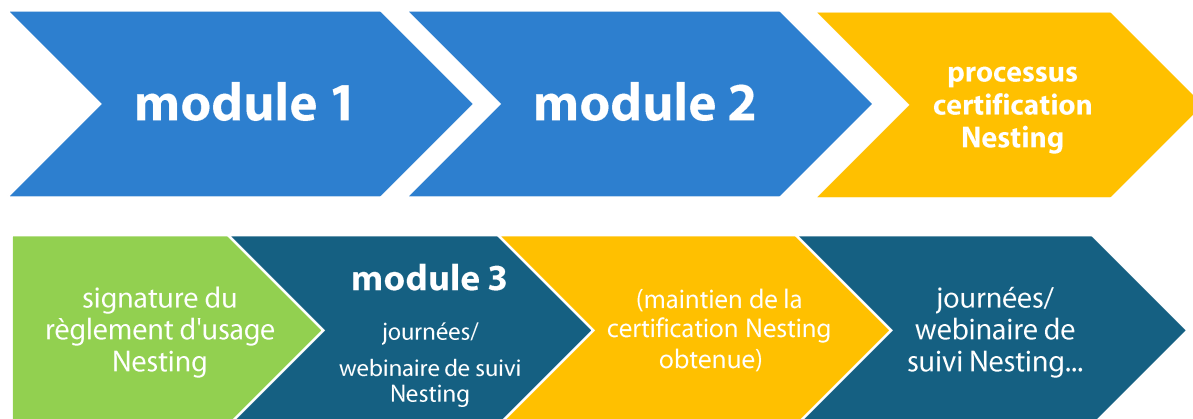 module 1
module 2
processus
certification
Nesting
signature du
règlement d'usage
Nesting
module 3
journées/
webinaire de suivi
Nesting
(maintien de la
certification Nesting
obtenue)
journées/
webinaire de
suivi Nesting...